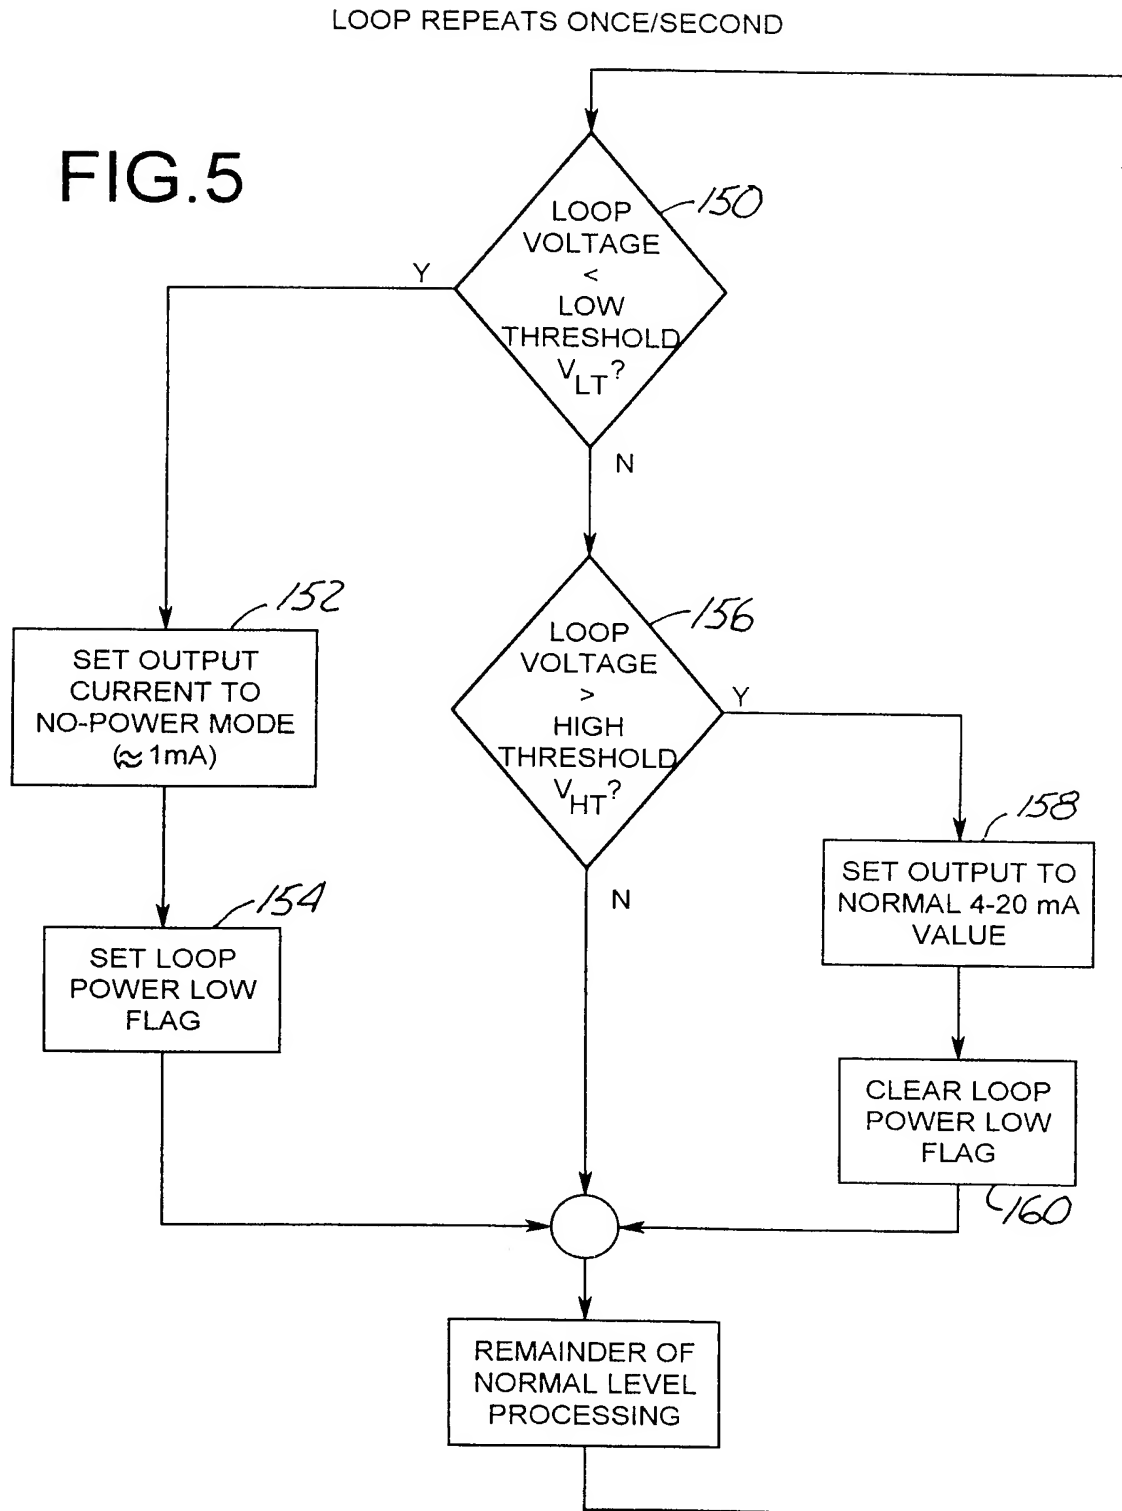 LOOP REPEATS ONCE/SECOND
FIG.5
150
LOOP
VOLTAGE
<
LOW
THRESHOLD
VLT?
Y
N
152
SET OUTPUT
CURRENT TO
NO-POWER MODE
(≈1mA)
156
LOOP
VOLTAGE
>
HIGH
THRESHOLD
VHT?
Y
N
158
SET OUTPUT TO
NORMAL 4-20 mA
VALUE
154
SET LOOP
POWER LOW
FLAG
CLEAR LOOP
POWER LOW
FLAG
160
REMAINDER OF
NORMAL LEVEL
PROCESSING